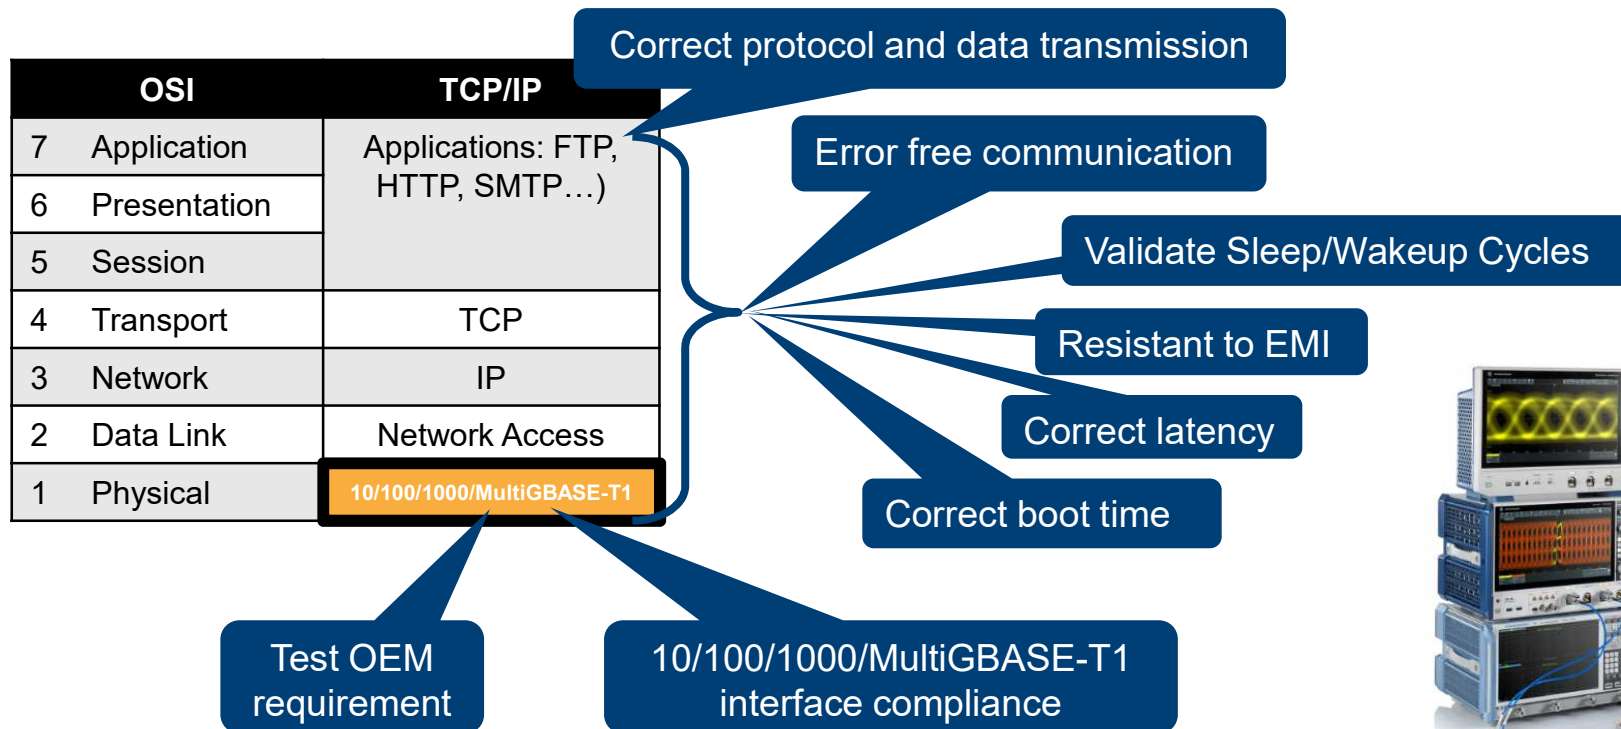 Correct protocol and data transmission
OSI TCP/IP
7 Application Applications: FTP,
HTTP, SMTP…)
6 Presentation
5 Session
4 Transport TCP
3 Network IP
2 Data Link Network Access
1 Physical 10/100/1000/MultiGBASE-T1
Error free communication
Validate Sleep/Wakeup Cycles
Resistant to EMI
Correct latency
Correct boot time
Test OEM
requirement
10/100/1000/MultiGBASE-T1
interface compliance